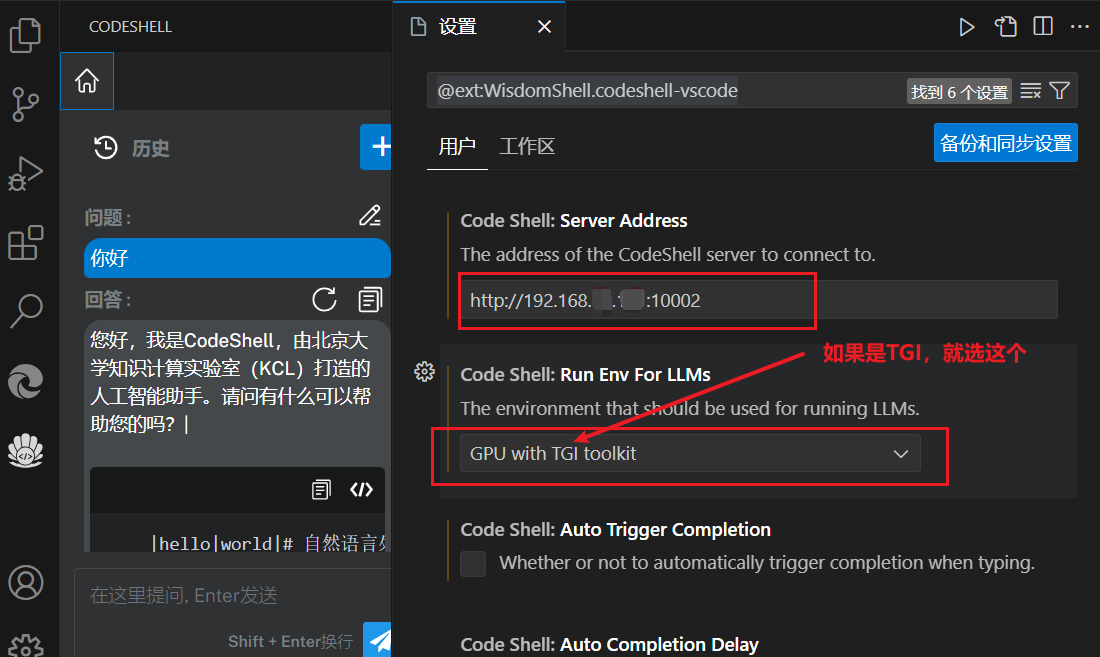 CODESHELL
历史
问题：
你好
回答：
您好，我是CodeShell，由北京大
学知识计算实验室（KCL）打造的
人工智能助手。请问有什么可以帮
助您的吗？|
|hello|world|# 自然语言
在这里提问, Enter发送
Shift + Enter换行
设置
@ext:WisdomShell.codeshell-vscode
找到 6 个设置
用户
工作区
备份和同步设置
Code Shell: Server Address
The address of the CodeShell server to connect to.
http://192.168. . :10002
如果是TGI，就选这个
Code Shell: Run Env For LLMs
The environment that should be used for running LLMs.
GPU with TGI toolkit
Code Shell: Auto Trigger Completion
Whether or not to automatically trigger completion when typing.
Code Shell: Auto Completion Delay